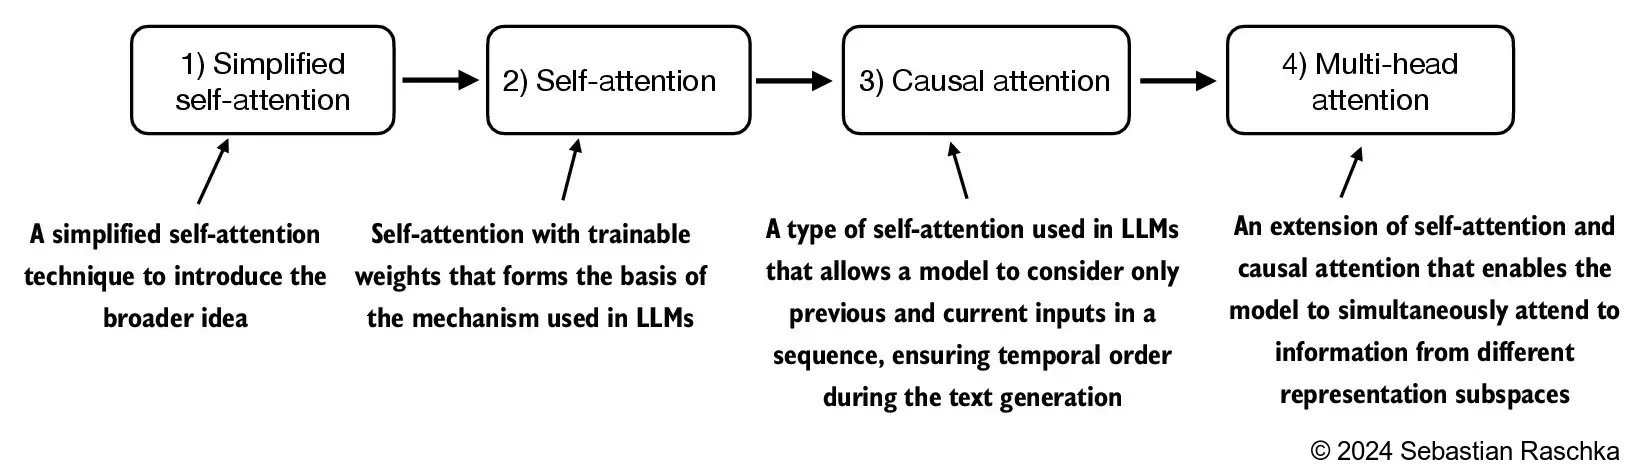 1) Simplified
self-attention
2) Self-attention
3) Causal attention
4) Multi-head
attention
A simplified self-attention
technique to introduce the
broader idea
Self-attention with trainable
weights that forms the basis of
the mechanism used in LLMs
A type of self-attention used in LLMs
that allows a model to consider only
previous and current inputs in a
sequence, ensuring temporal order
during the text generation
An extension of self-attention and
causal attention that enables the
model to simultaneously attend to
information from different
representation subspaces
© 2024 Sebastian Raschka